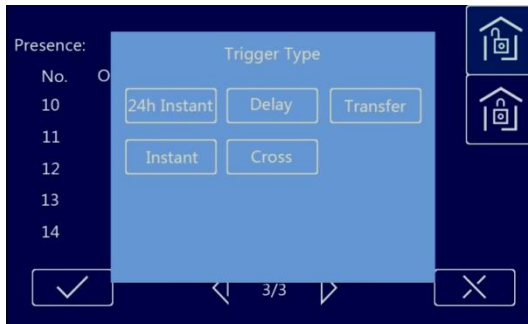 Presence:
Trigger Type
No. O
10
24h Instant Delay Transfer
11
Instant Cross
12
13
14
3/3